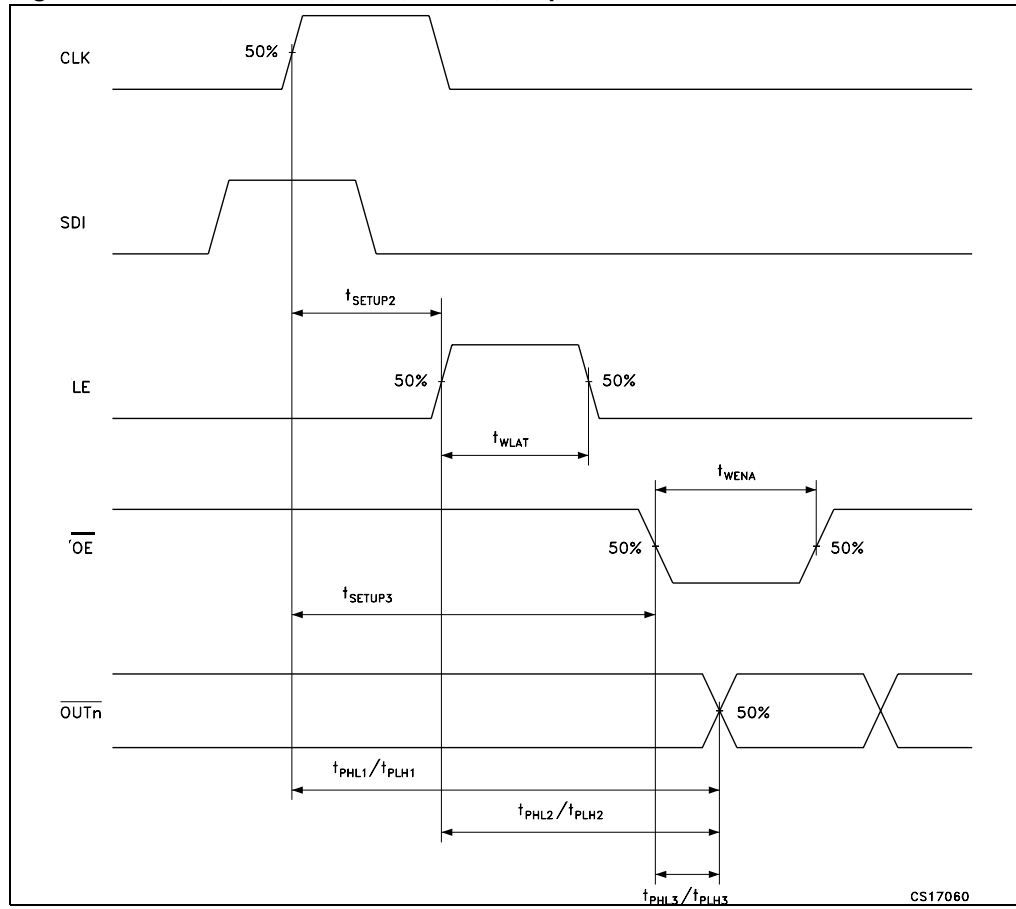 CLK
50%
SDI
tSETUP2
LE
50%
50%
tWLAT
tWENA
'OE
50%
50%
tSETUP3
OUTn
50%
tPHL1/tPLH1
tPHL2/tPLH2
tPHL3/tPLH3
CS17060